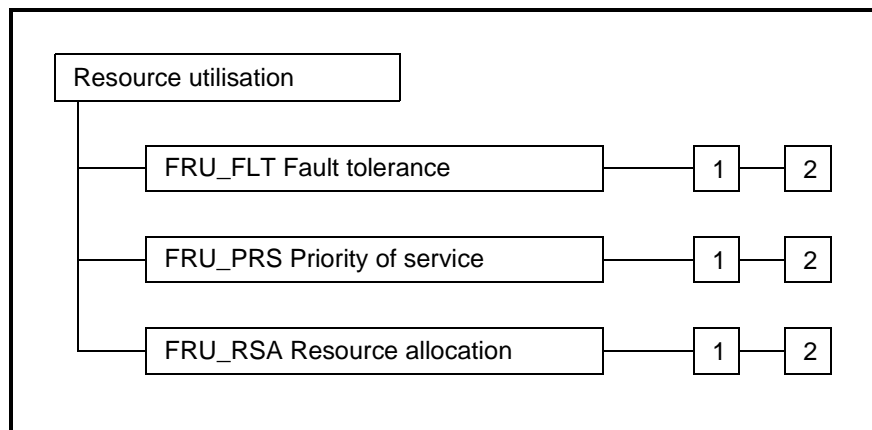 Resource utilisation
FRU_FLT Fault tolerance 1 2
FRU_PRS Priority of service 1 2
FRU_RSA Resource allocation 1 2